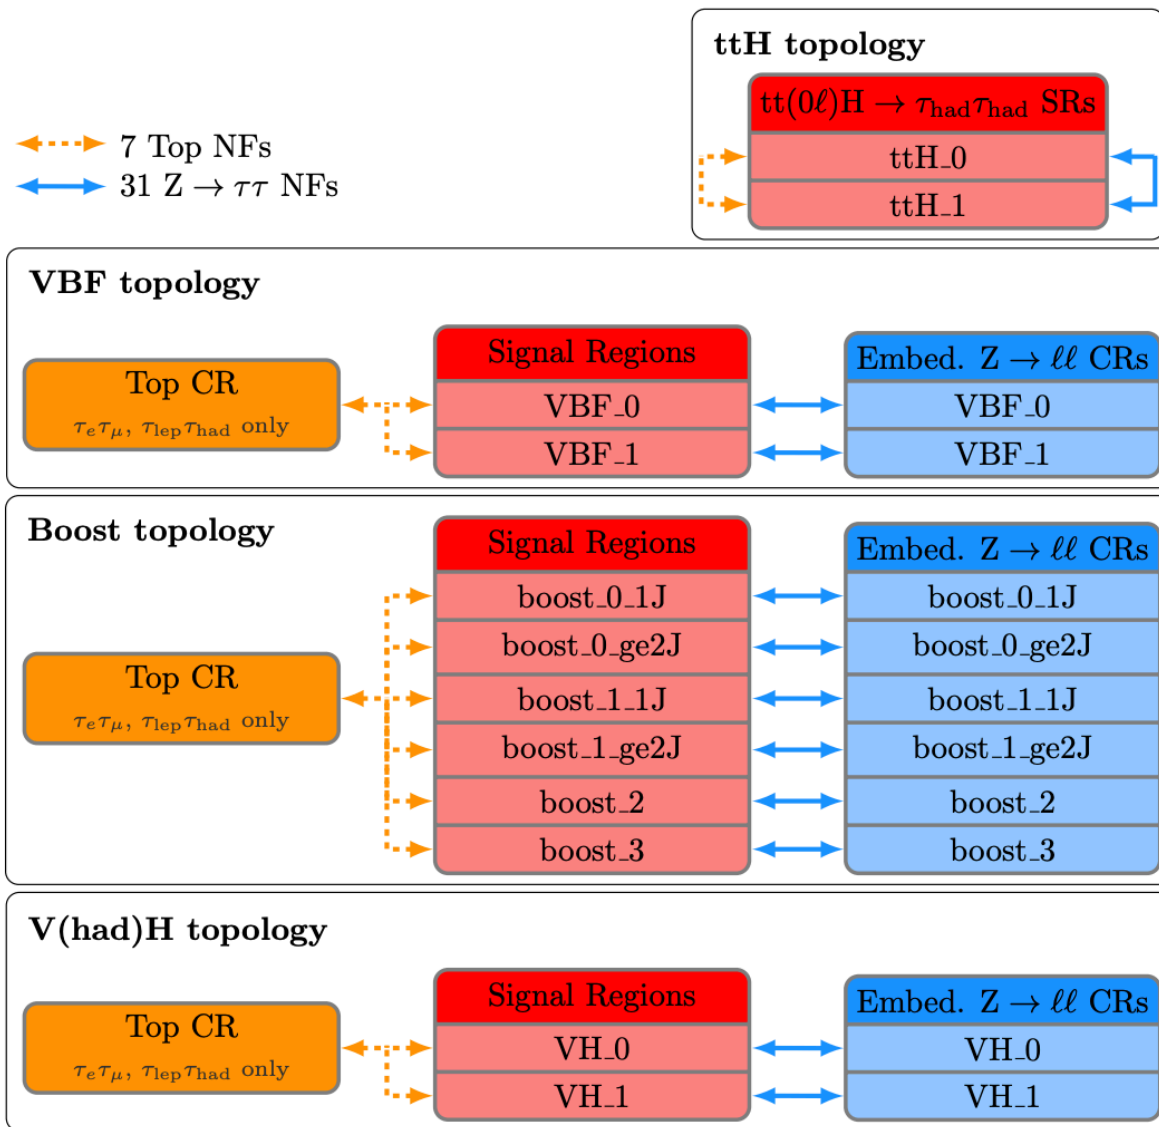 ttH topology
tt(0ℓ)H → τhadτhad SRs
ttH_0
ttH_1
7 Top NFs
31 Z → ττ NFs
VBF topology
Top CR
τeτμ, τlepτhad only
Signal Regions
VBF_0
VBF_1
Embed. Z → ℓℓ CRs
VBF_0
VBF_1
Boost topology
Top CR
τeτμ, τlepτhad only
Signal Regions
boost_0_1J
boost_0_ge2J
boost_1_1J
boost_1_ge2J
boost_2
boost_3
Embed. Z → ℓℓ CRs
boost_0_1J
boost_0_ge2J
boost_1_1J
boost_1_ge2J
boost_2
boost_3
V(had)H topology
Top CR
τeτμ, τlepτhad only
Signal Regions
VH_0
VH_1
Embed. Z → ℓℓ CRs
VH_0
VH_1